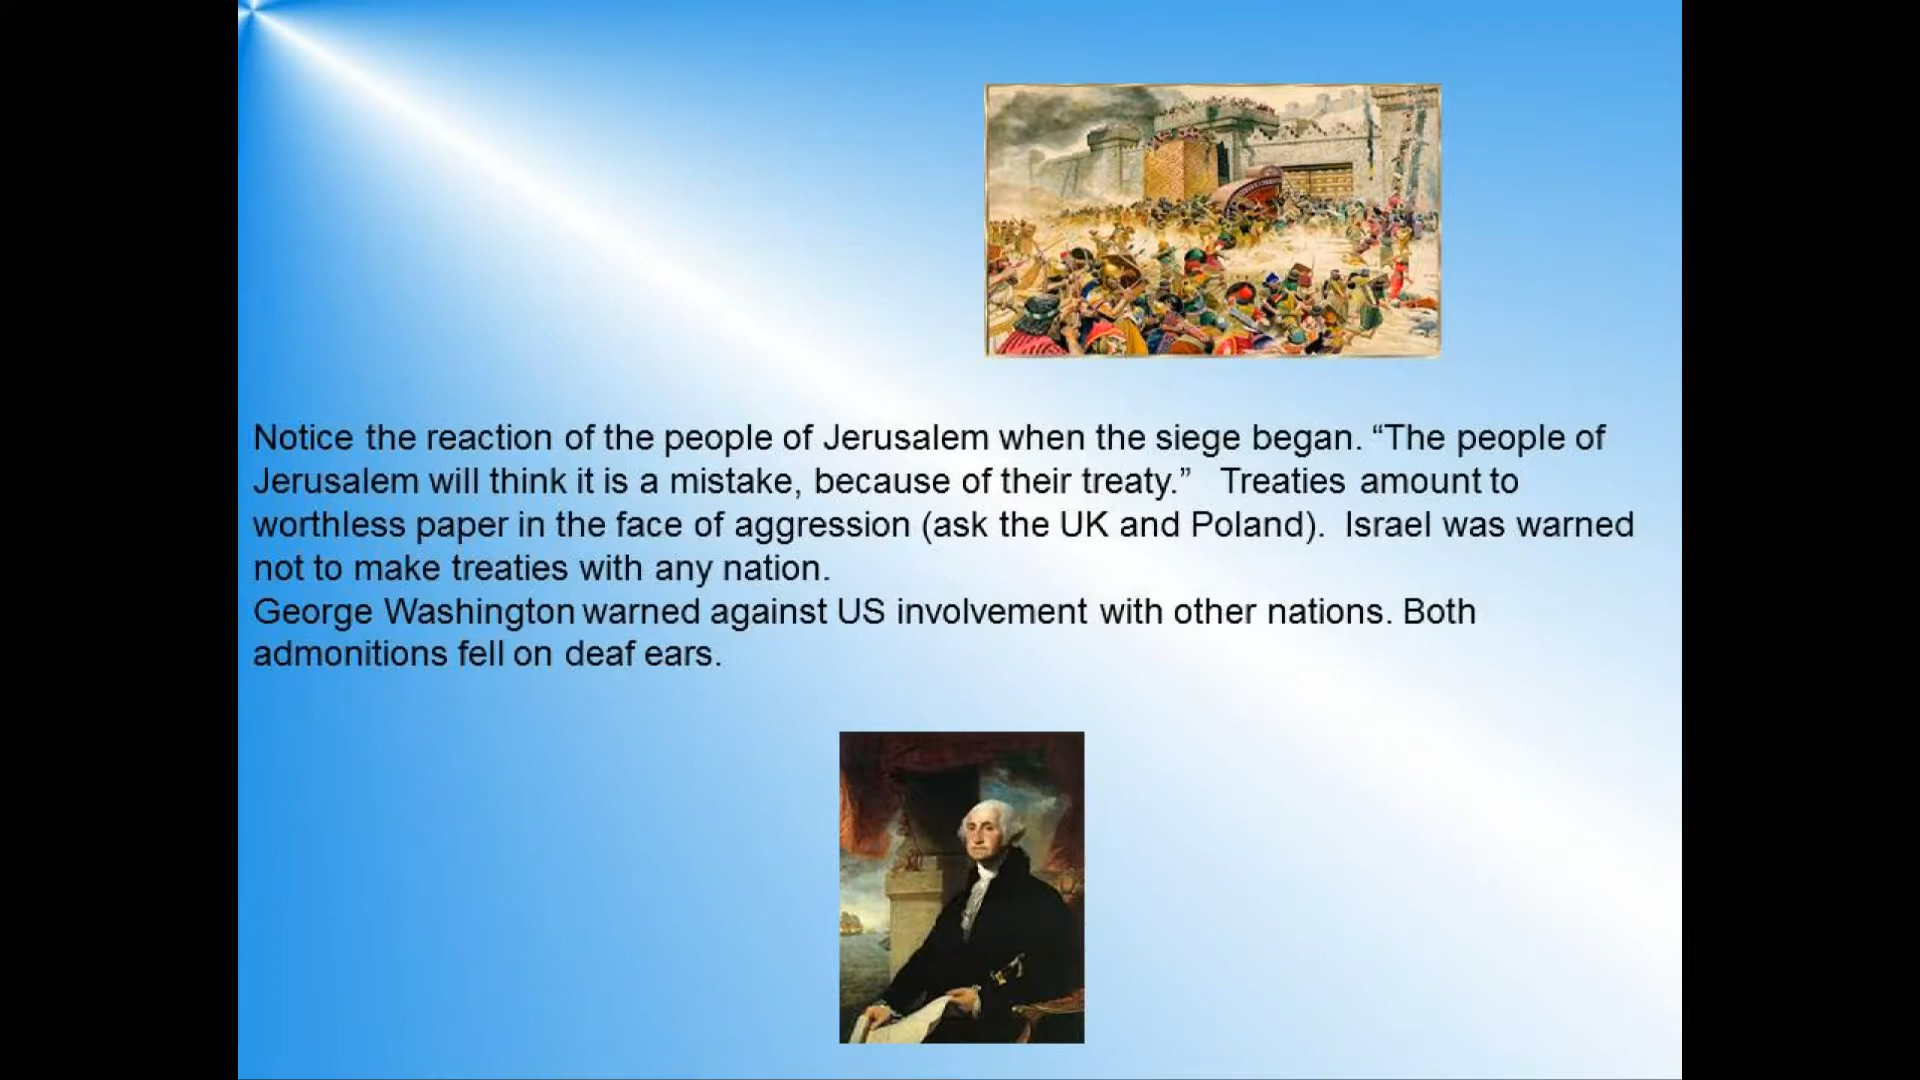 Notice the reaction of the people of Jerusalem when the siege began. “The people of
Jerusalem will think it is a mistake, because of their treaty.” Treaties amount to
worthless paper in the face of aggression (ask the UK and Poland). Israel was warned
not to make treaties with any nation.
George Washington warned against US involvement with other nations. Both
admonitions fell on deaf ears.